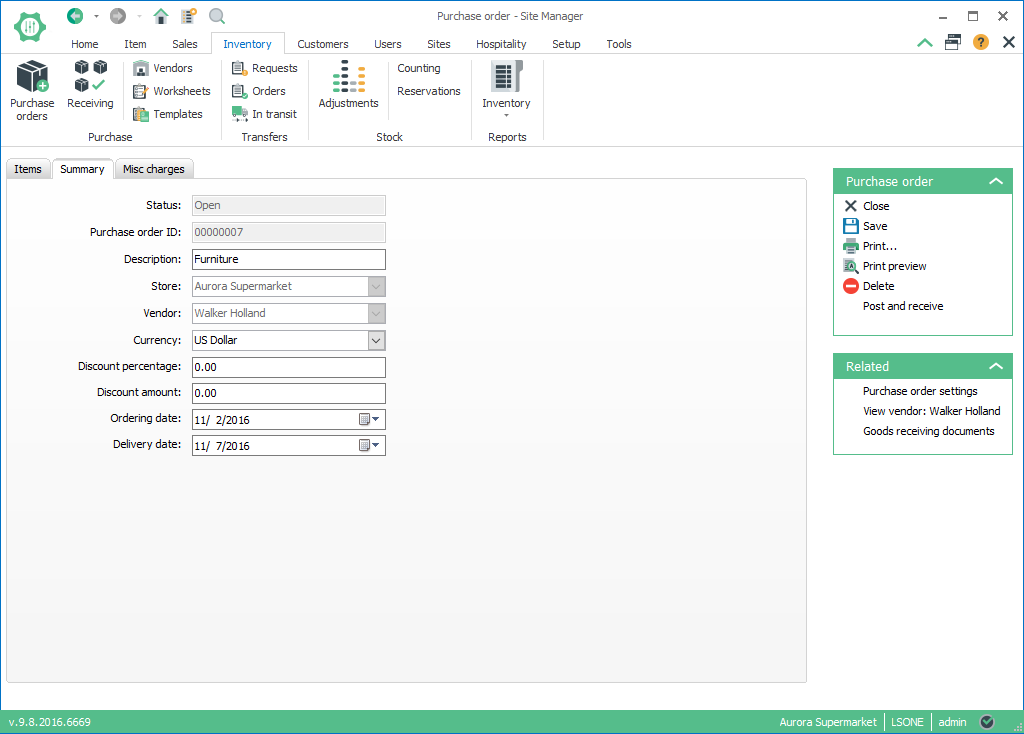 Purchase order - Site Manager
Home
Item
Sales
Inventory
Customers
Users
Sites
Hospitality
Setup
Tools
Purchase orders
Receiving
Vendors
Worksheets
Templates
Purchase
Requests
Orders
In transit
Transfers
Adjustments
Counting
Reservations
Stock
Inventory
Reports
Items
Summary
Misc charges
Status: Open
Purchase order ID: 00000007
Description: Furniture
Store: Aurora Supermarket
Vendor: Walker Holland
Currency: US Dollar
Discount percentage: 0.00
Discount amount: 0.00
Ordering date: 11/ 2/2016
Delivery date: 11/ 7/2016
Purchase order
Close
Save
Print...
Print preview
Delete
Post and receive
Related
Purchase order settings
View vendor: Walker Holland
Goods receiving documents
v.9.8.2016.6669
Aurora Supermarket
LSONE
admin